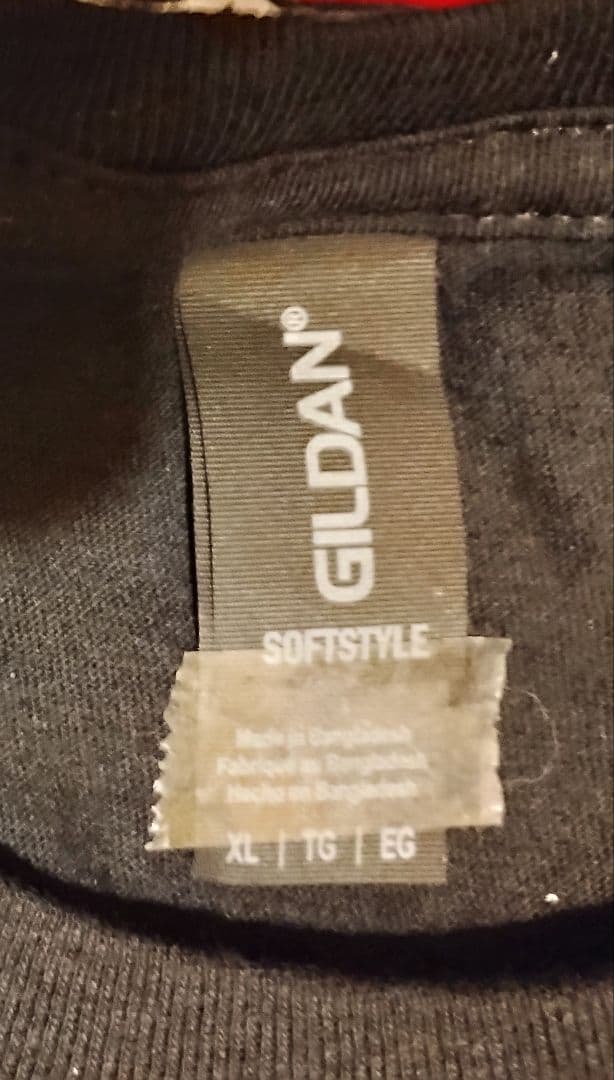 GILDAN®
SOFTSTYLE
Made in Bangladesh
Fabriqué au Bangladesh
Hecho en Bangladesh
XL | TG | EG